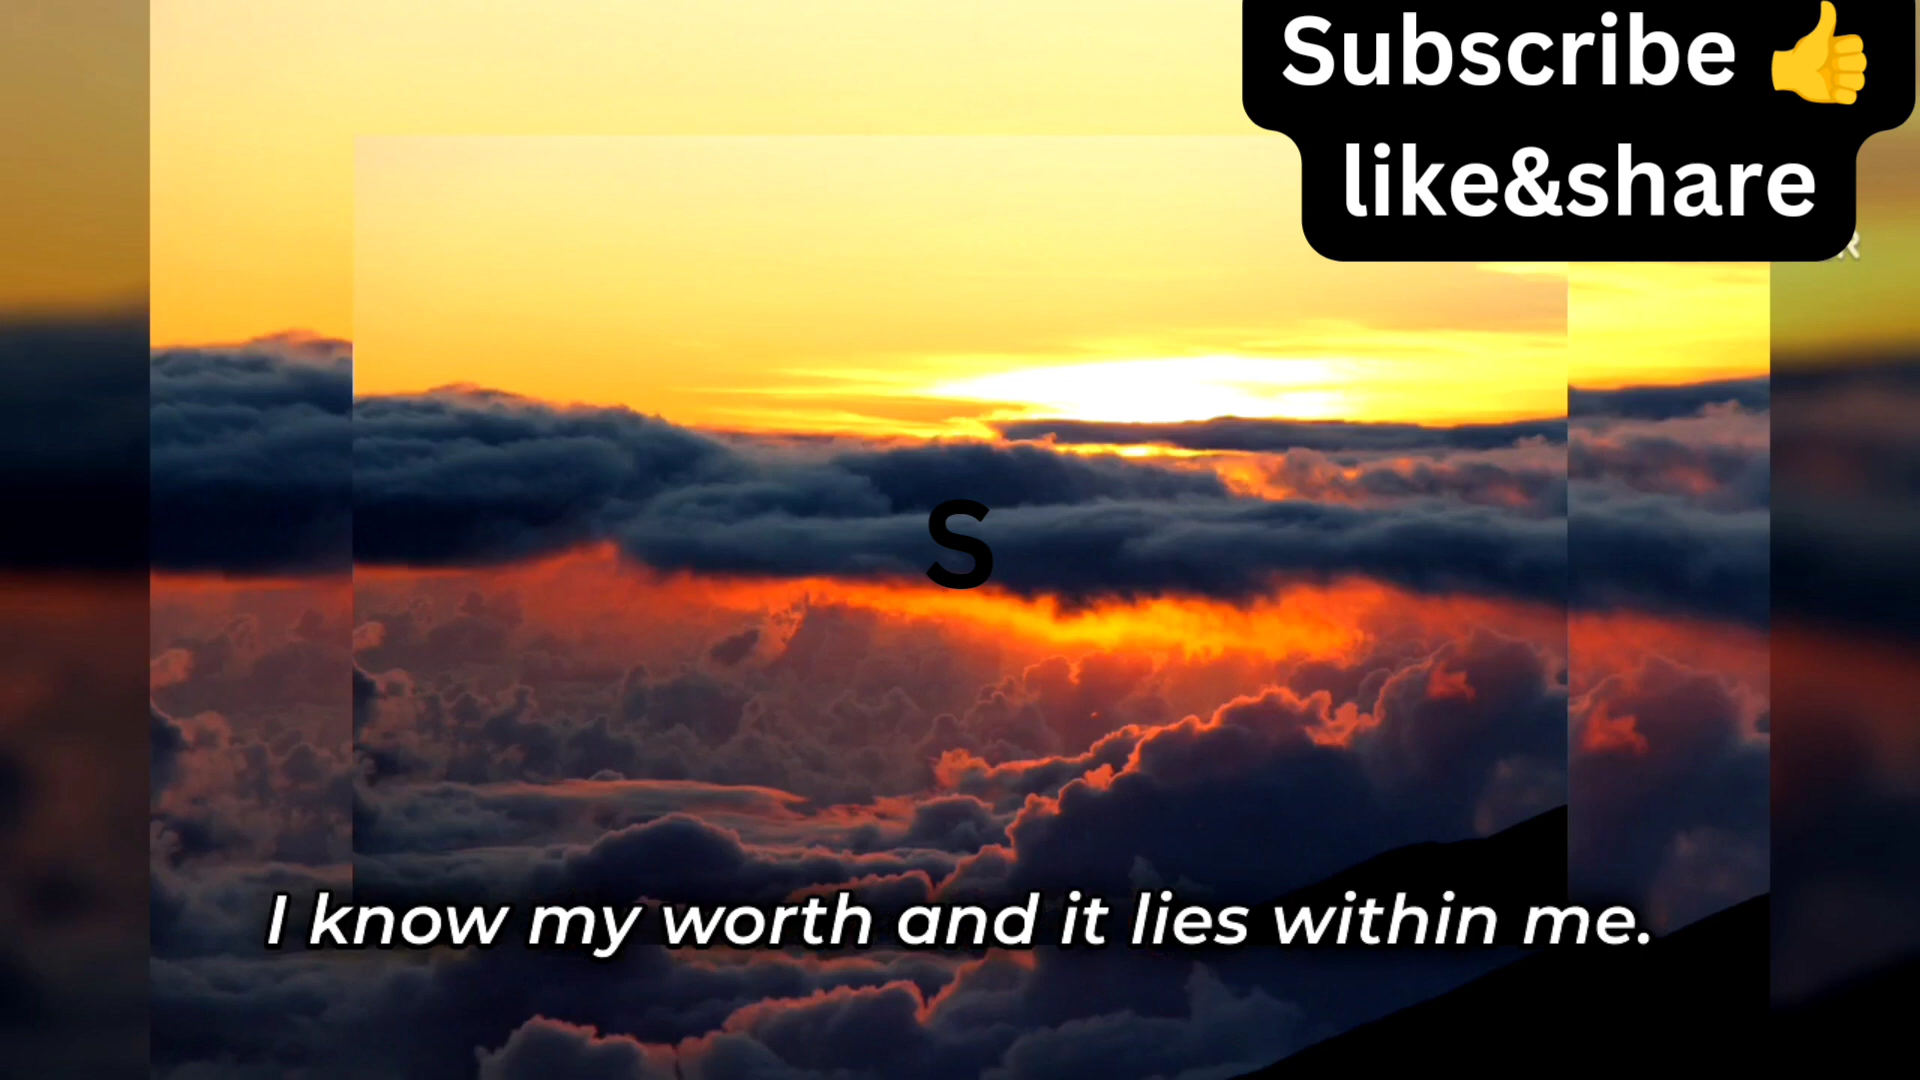 Subscribe 👍
like&share
R
S
I know my worth and it lies within me.